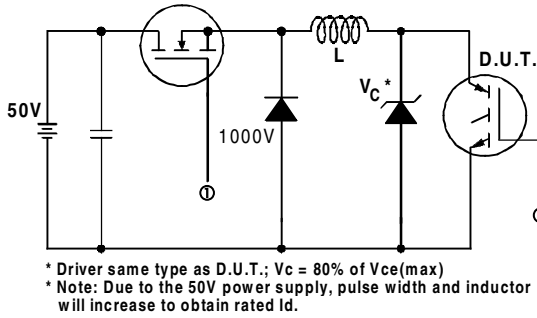 L
D.U.T.
VC *
50V
1000V
①
* Driver same type as D.U.T.; Vc = 80% of Vce(max)
* Note: Due to the 50V power supply, pulse width and inductor
will increase to obtain rated Id.